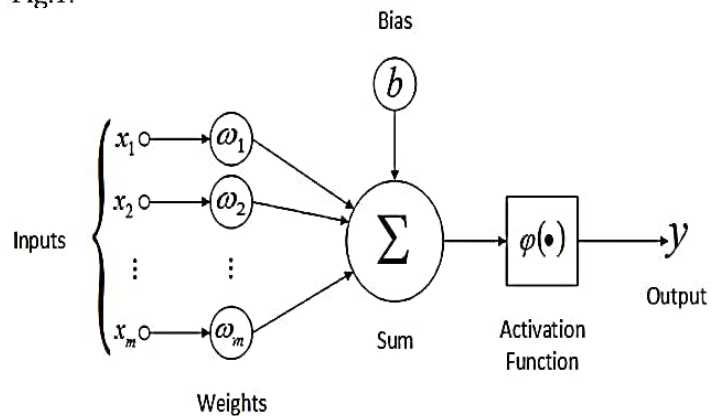 Fig.1.
Bias
b
x₁ ω₁
x₂ ω₂
Inputs
Σ φ(•) y
⋮ ⋮
Output
xₘ ωₘ
Sum
Activation
Function
Weights